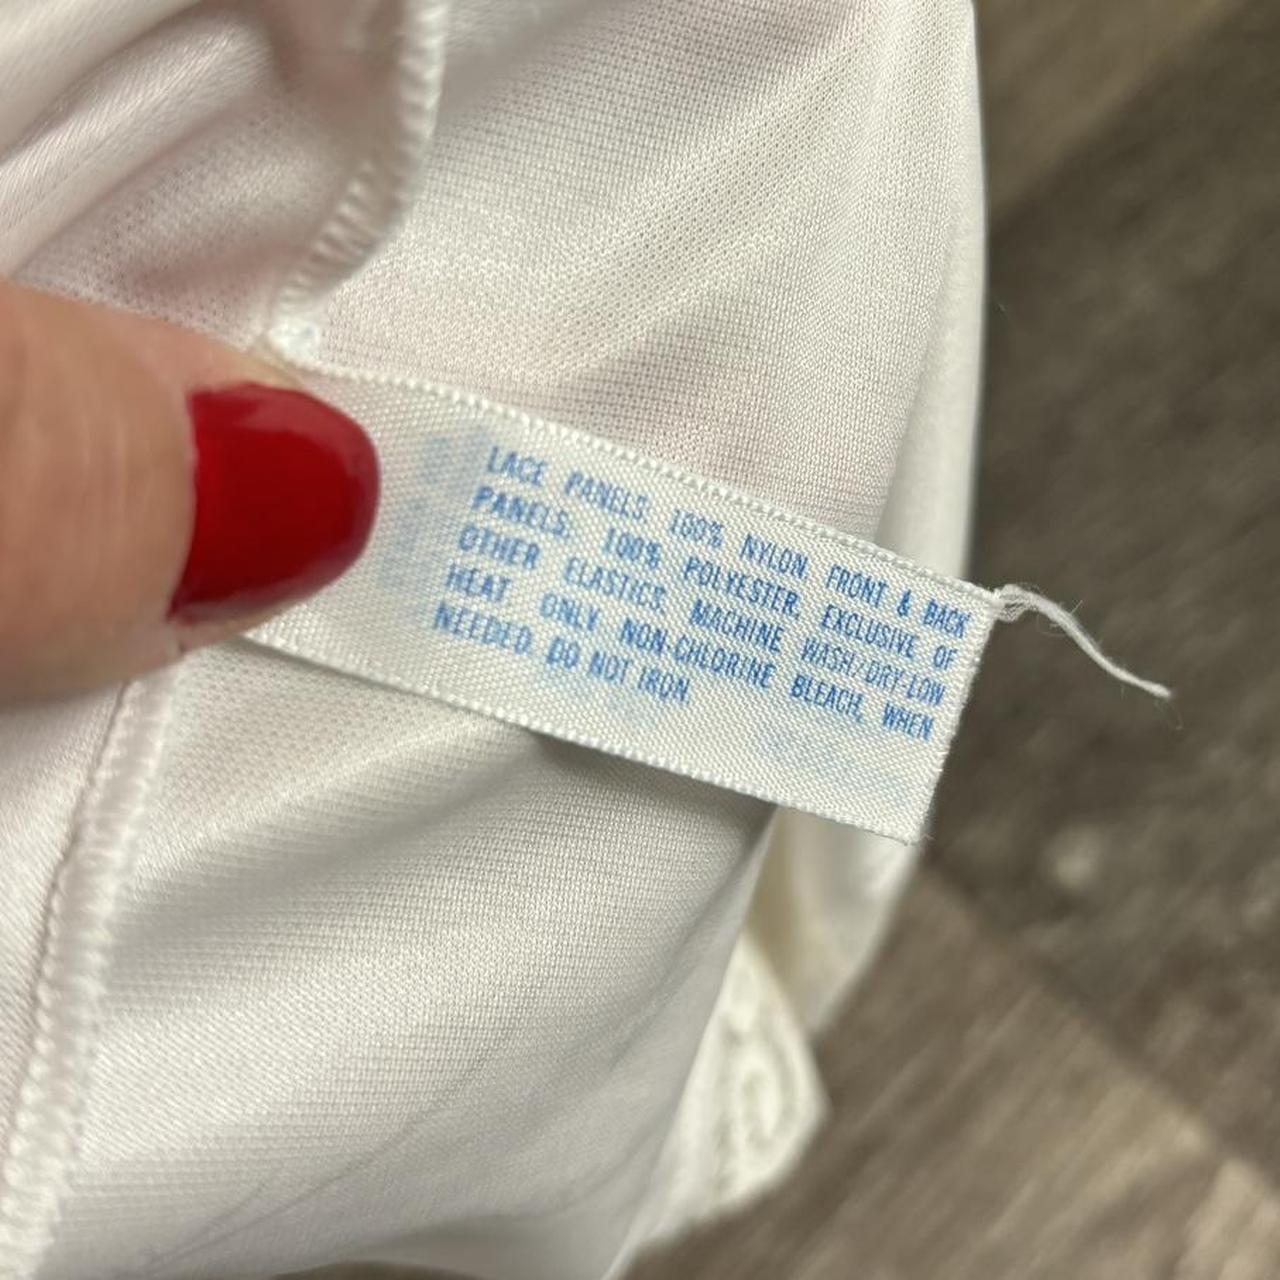 LACE PANELS, 100% NYLON, FRONT & BACK
PANELS, 100% POLYESTER, EXCLUSIVE OF
OTHER ELASTICS, MACHINE WASH/DRY-LOW
HEAT ONLY, NON-CHLORINE BLEACH, WHEN
NEEDED. DO NOT IRON